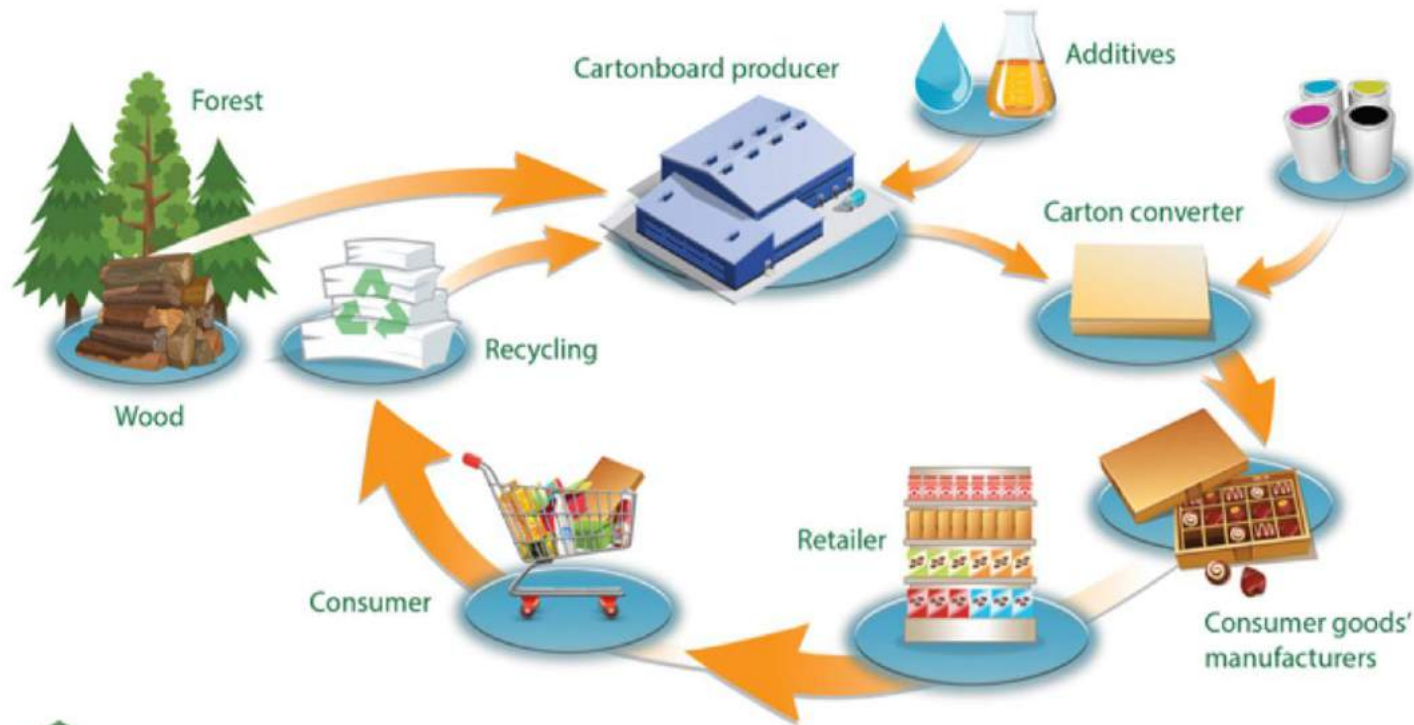 Forest
Cartonboard producer
Additives
Carton converter
Recycling
Wood
Retailer
Consumer
Consumer goods'
manufacturers